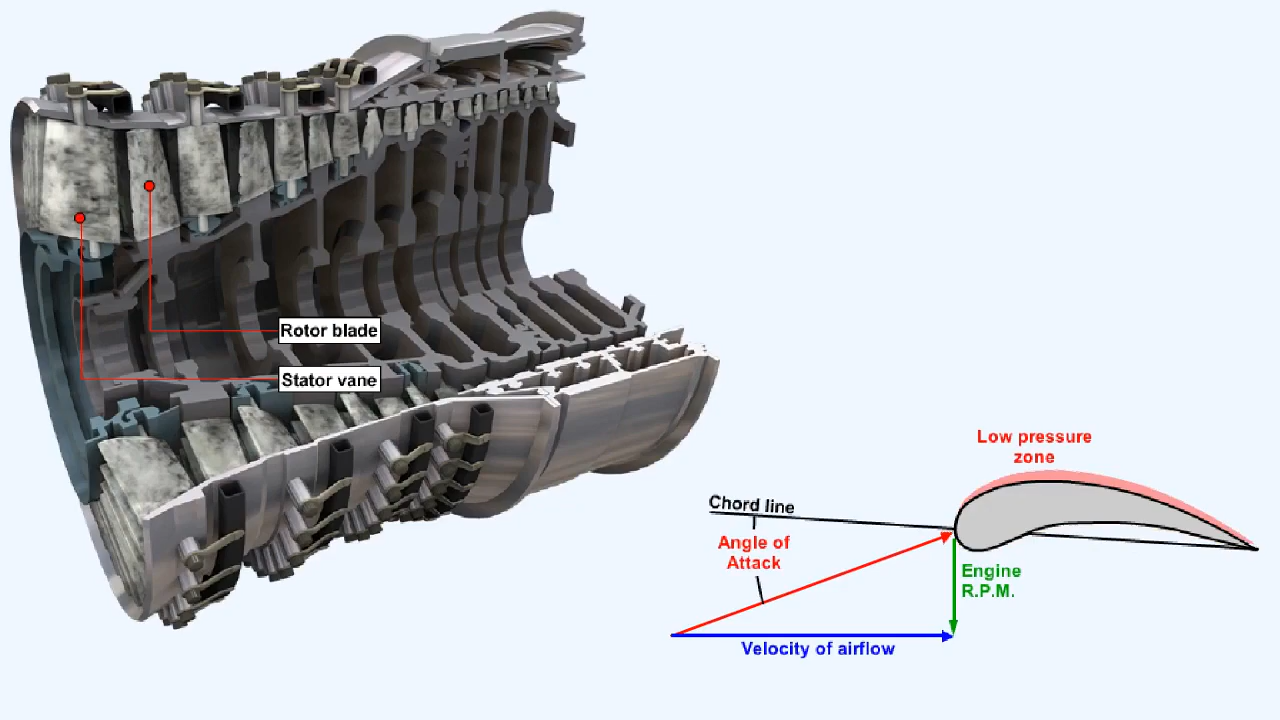 Rotor blade
Stator vane
Low pressure
zone
Chord line
Angle of
Attack
Engine
R.P.M.
Velocity of airflow